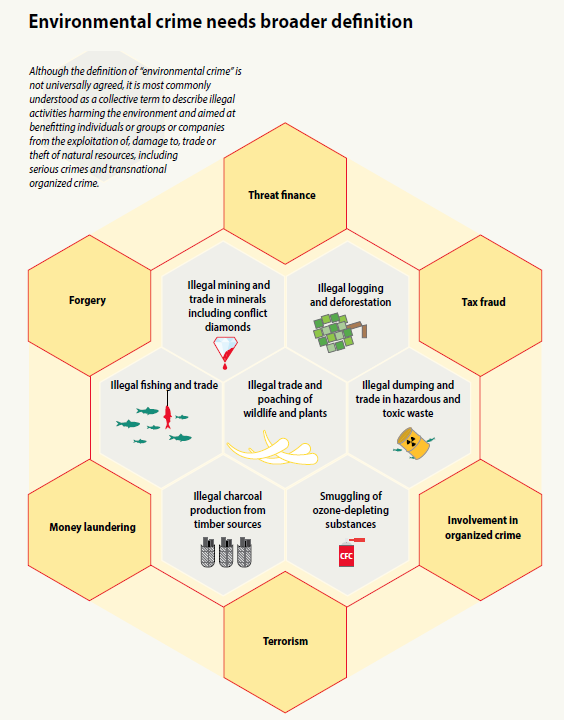 Environmental crime needs broader definition
Although the definition of “environmental crime” is
not universally agreed, it is most commonly
understood as a collective term to describe illegal
activities harming the environment and aimed at
benefitting individuals or groups or companies
from the exploitation of, damage to, trade or
theft of natural resources, including
serious crimes and transnational
organized crime.
Threat finance
Forgery
Illegal mining and
trade in minerals
including conflict
diamonds
Illegal logging
and deforestation
Tax fraud
Illegal fishing and trade
Illegal trade and
poaching of
wildlife and plants
Illegal dumping and
trade in hazardous and
toxic waste
Money laundering
Illegal charcoal
production from
timber sources
Smuggling of
ozone-depleting
substances
CFC
Involvement in
organized crime
Terrorism